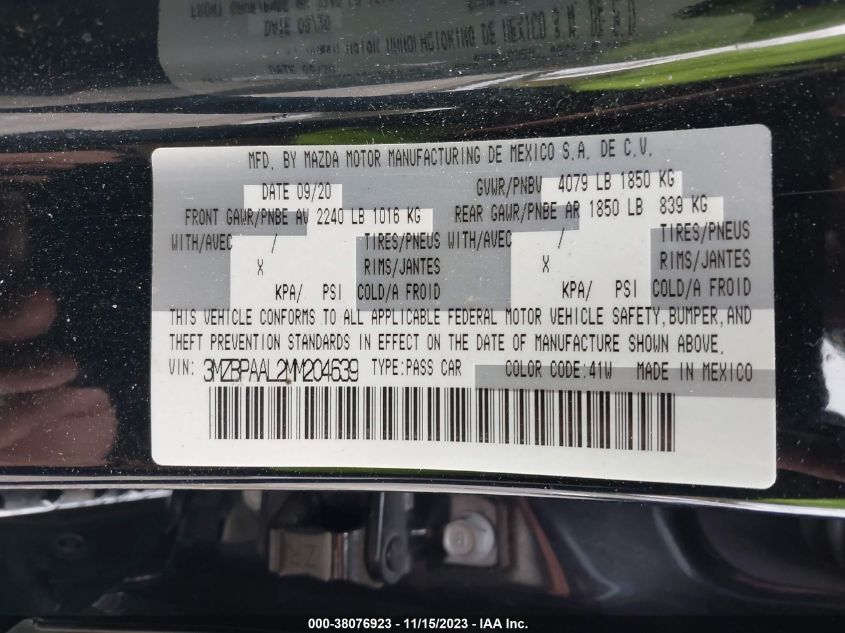 MFD. BY MAZDA MOTOR MANUFACTURING DE MEXICO S.A. DE C.V.
DATE 09/20 GVWR/PNBV 4079 LB 1850 KG
FRONT GAWR/PNBE AV 2240 LB 1016 KG REAR GAWR/PNBE AR 1850 LB 839 KG
WITH/AVEC / TIRES/PNEUS WITH/AVEC / TIRES/PNEUS
X RIMS/JANTES X RIMS/JANTES
KPA/ PSI COLD/A FROID KPA/ PSI COLD/A FROID
THIS VEHICLE CONFORMS TO ALL APPLICABLE FEDERAL MOTOR VEHICLE SAFETY, BUMPER, AND
THEFT PREVENTION STANDARDS IN EFFECT ON THE DATE OF MANUFACTURE SHOWN ABOVE.
VIN: 3MZBPAAL2MM204639 TYPE:PASS CAR COLOR CODE:41W MADE IN MEXICO
000-38076923 - 11/15/2023 - IAA Inc.